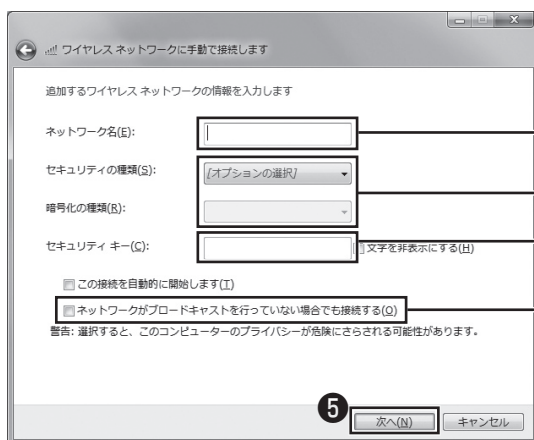 ワイヤレス ネットワークに手動で接続します
追加するワイヤレス ネットワークの情報を入力します
ネットワーク名(E):
セキュリティの種類(S):
[オプションの選択]
暗号化の種類(R):
セキュリティ キー(C):
文字を非表示にする(H)
この接続を自動的に開始します(T)
ネットワークがブロードキャストを行っていない場合でも接続する(O)
警告: 選択すると、このコンピューターのプライバシーが危険にさらされる可能性があります。
5 次へ(N) キャンセル